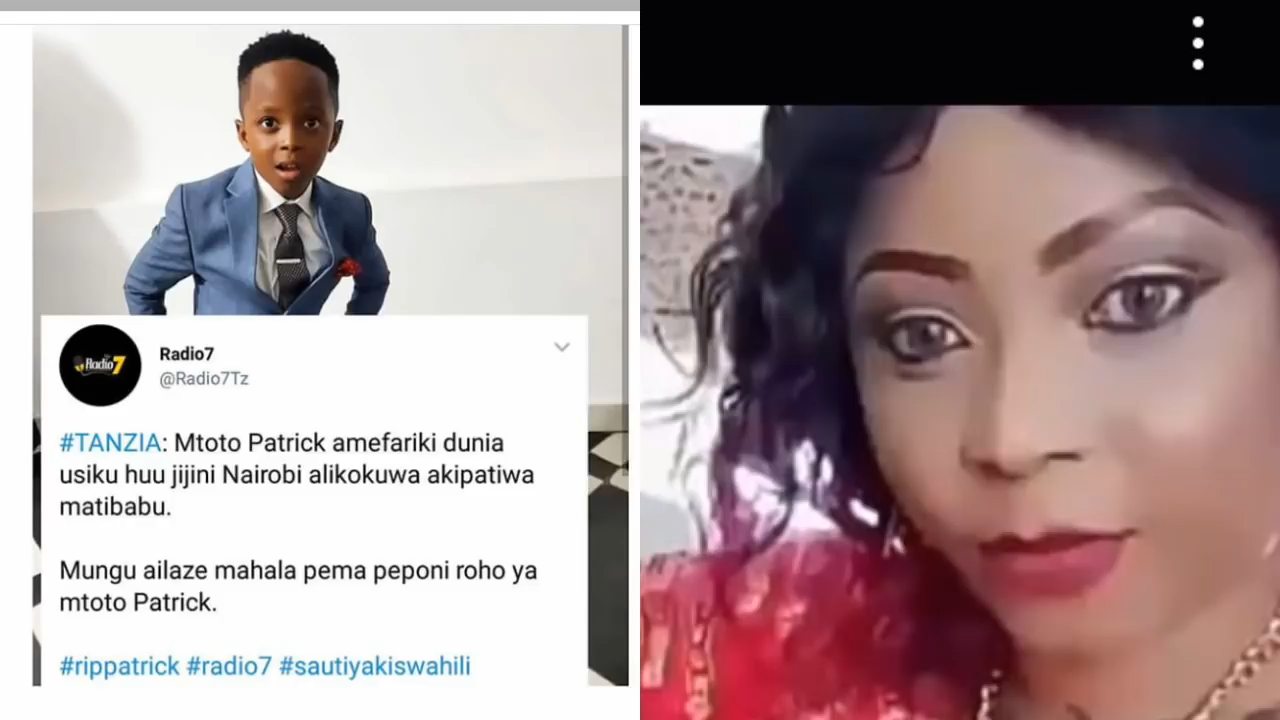 Radio7
Radio7
@Radio7Tz
#TANZIA: Mtoto Patrick amefariki dunia
usiku huu jijini Nairobi alikokuwa akipatiwa
matibabu.
Mungu ailaze mahala pema peponi roho ya
mtoto Patrick.
#rippatrick #radio7 #sautiyakiswahili